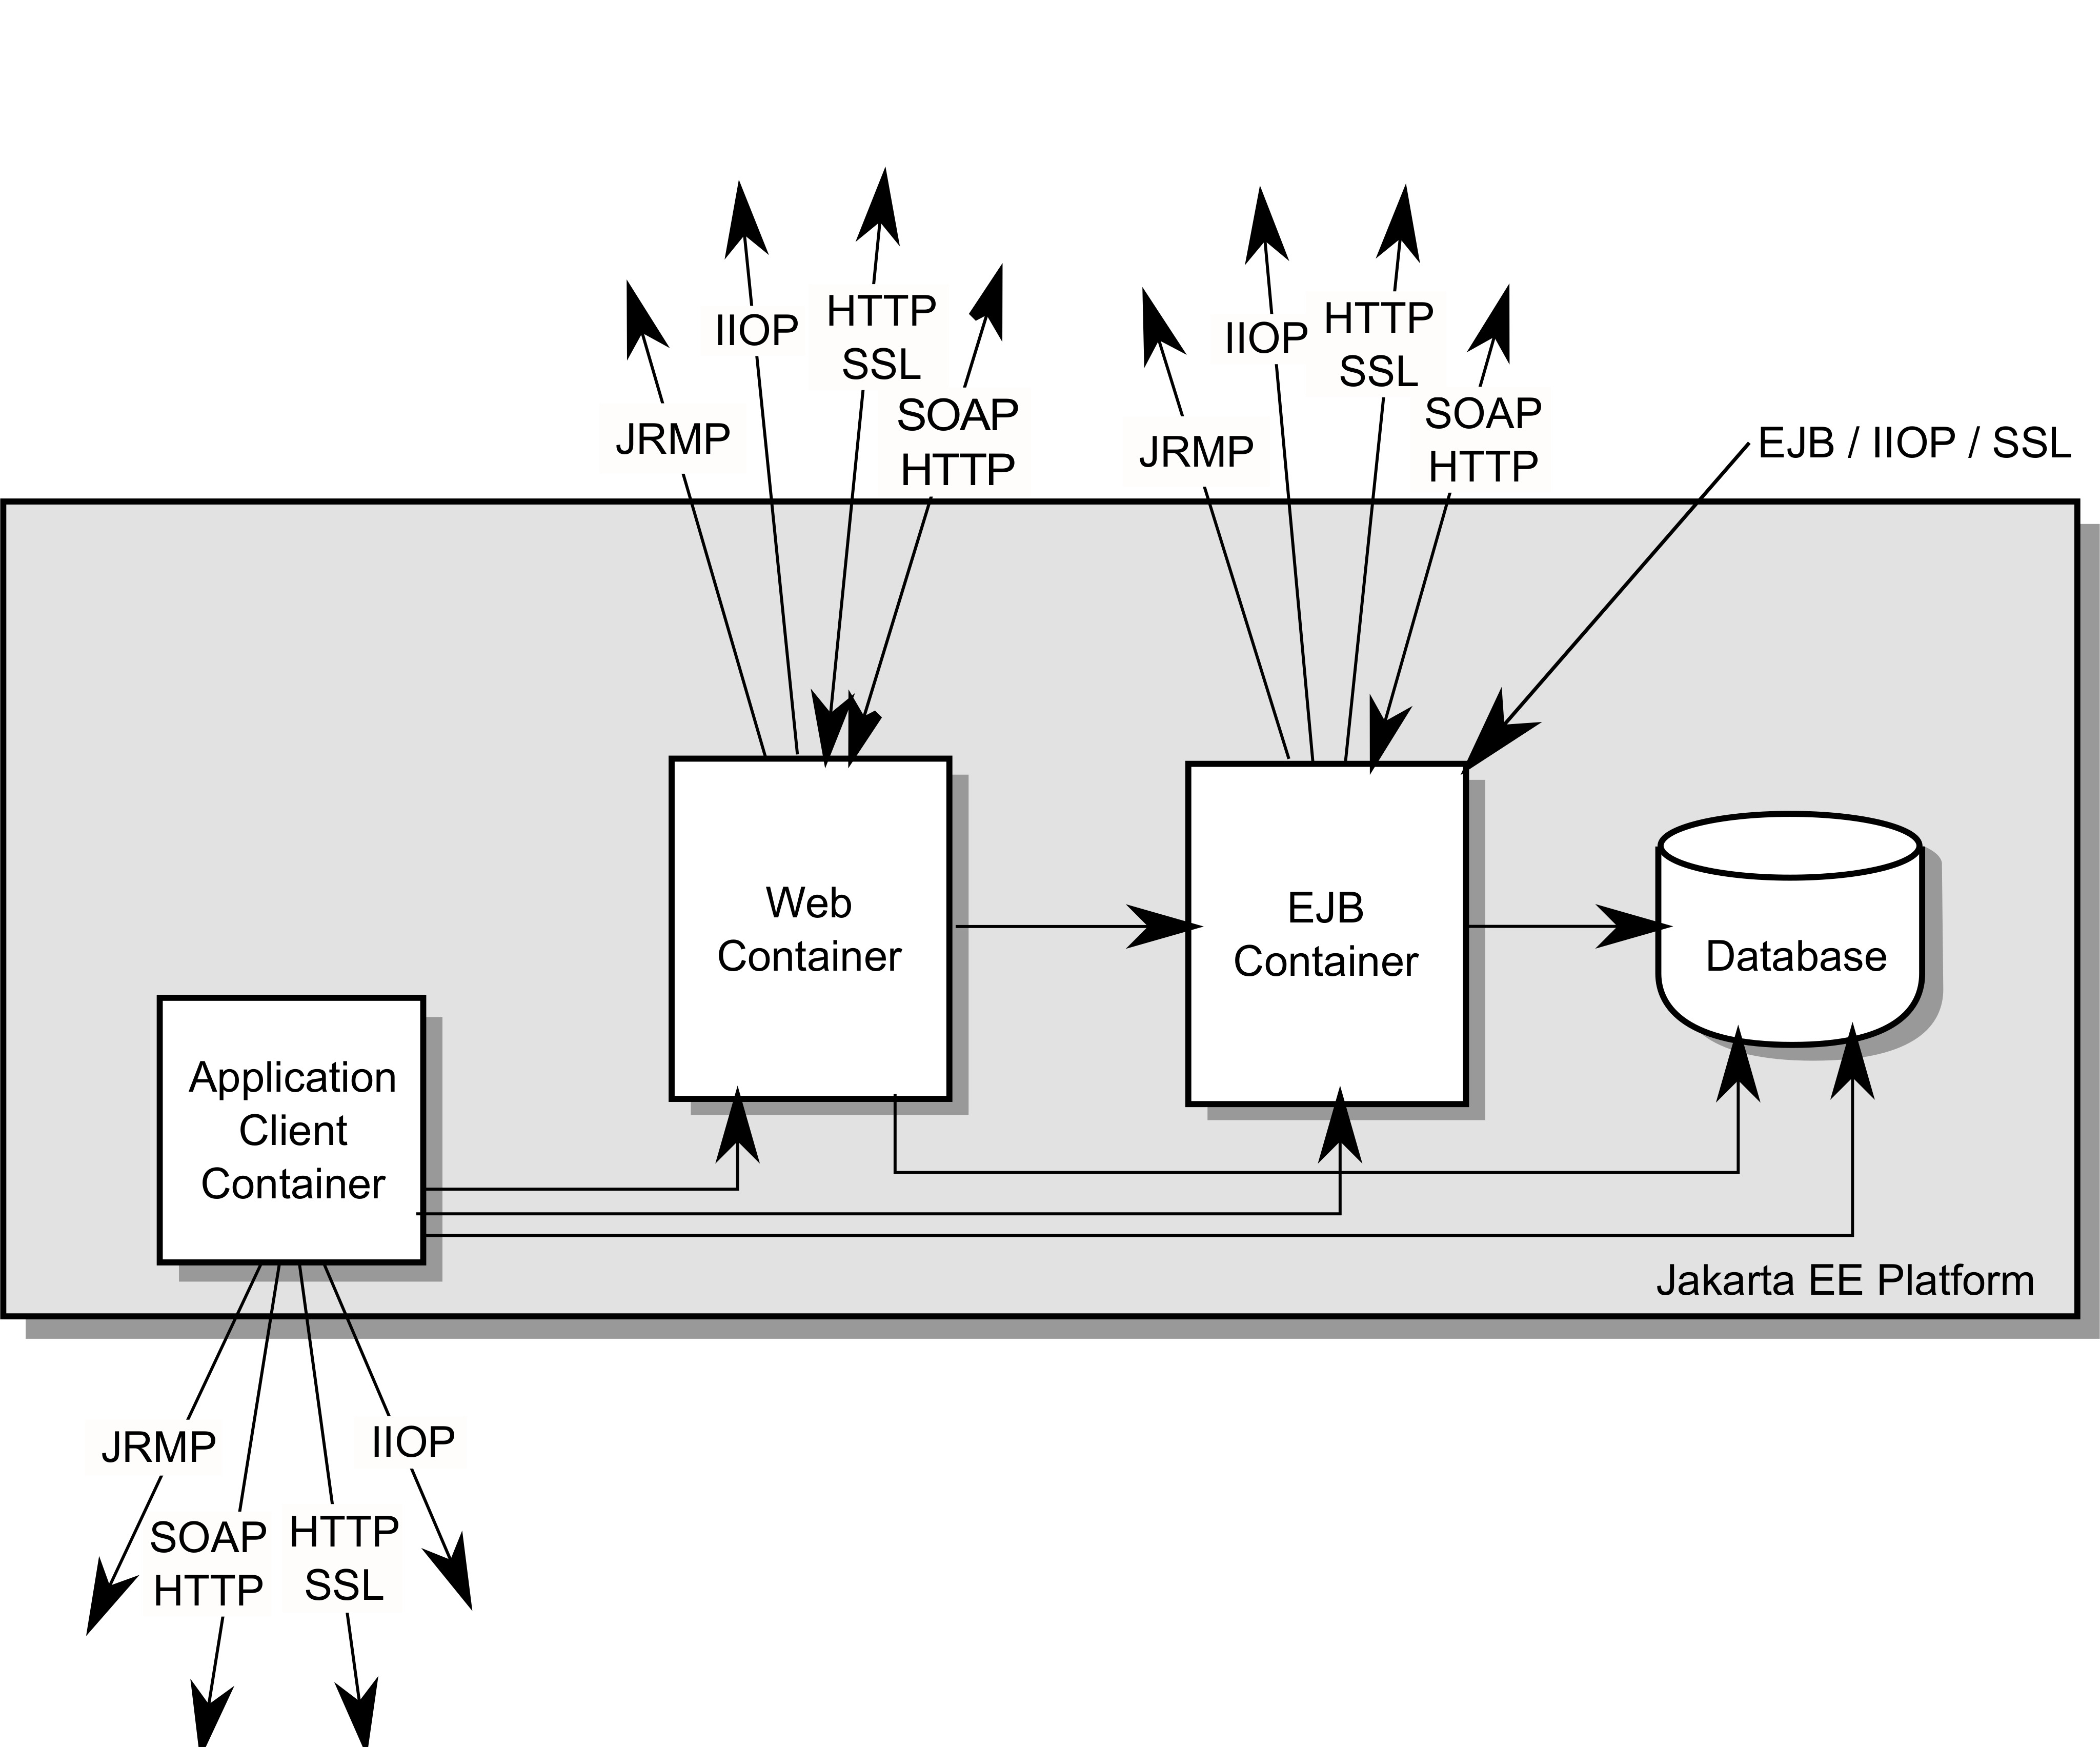 JRMP
IIOP
HTTP
SSL
SOAP
HTTP
JRMP
IIOP
HTTP
SSL
SOAP
HTTP
EJB / IIOP / SSL
Web
Container
EJB
Container
Database
Application
Client
Container
Jakarta EE Platform
JRMP
SOAP
HTTP
HTTP
SSL
IIOP